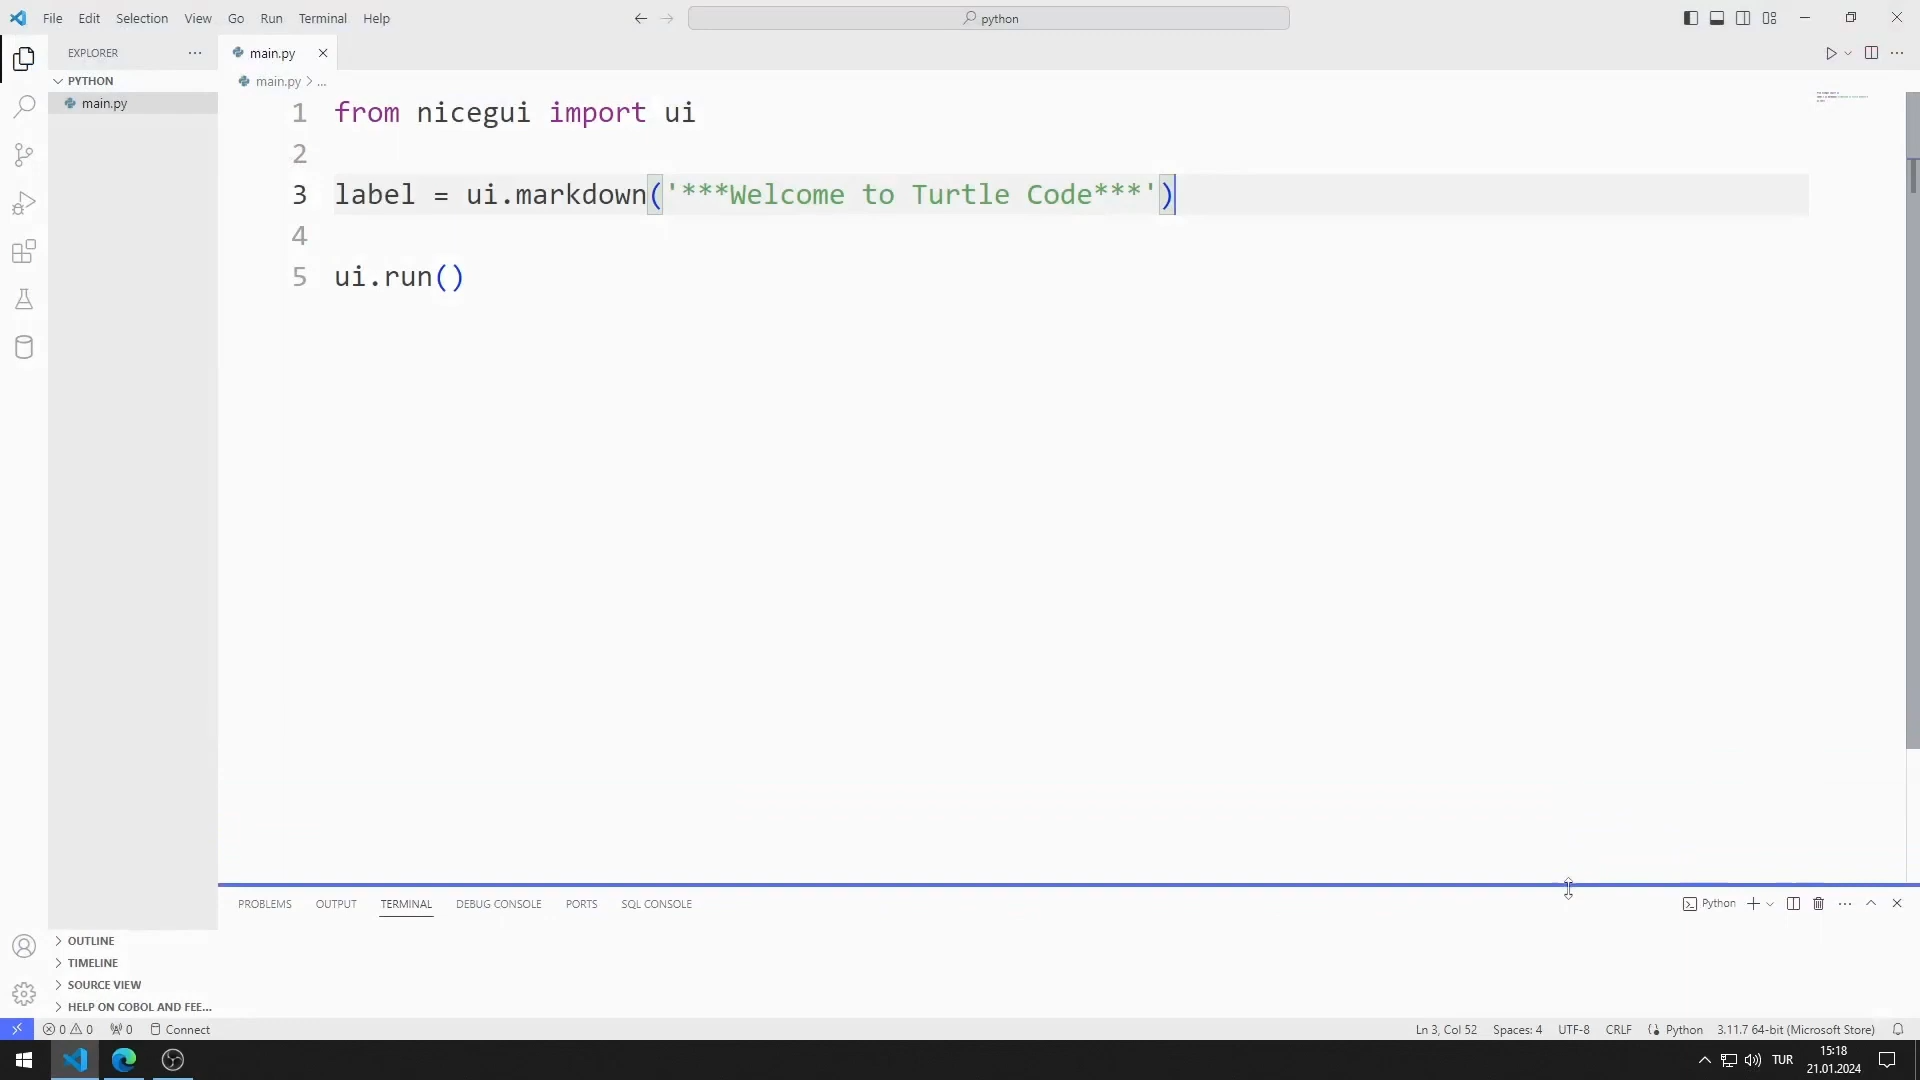 File Edit Selection View Go Run Terminal Help
python
EXPLORER
main.py
PYTHON
main.py > ...
main.py
1 from nicegui import ui
2
3 label = ui.markdown('***Welcome to Turtle Code***')
4
5 ui.run()
PROBLEMS OUTPUT TERMINAL DEBUG CONSOLE PORTS SQL CONSOLE
Python
OUTLINE
TIMELINE
SOURCE VIEW
HELP ON COBOL AND FEE...
0 0 0 Connect
Ln 3, Col 52 Spaces: 4 UTF-8 CRLF Python 3.11.7 64-bit (Microsoft Store)
TUR
15:18
21.01.2024